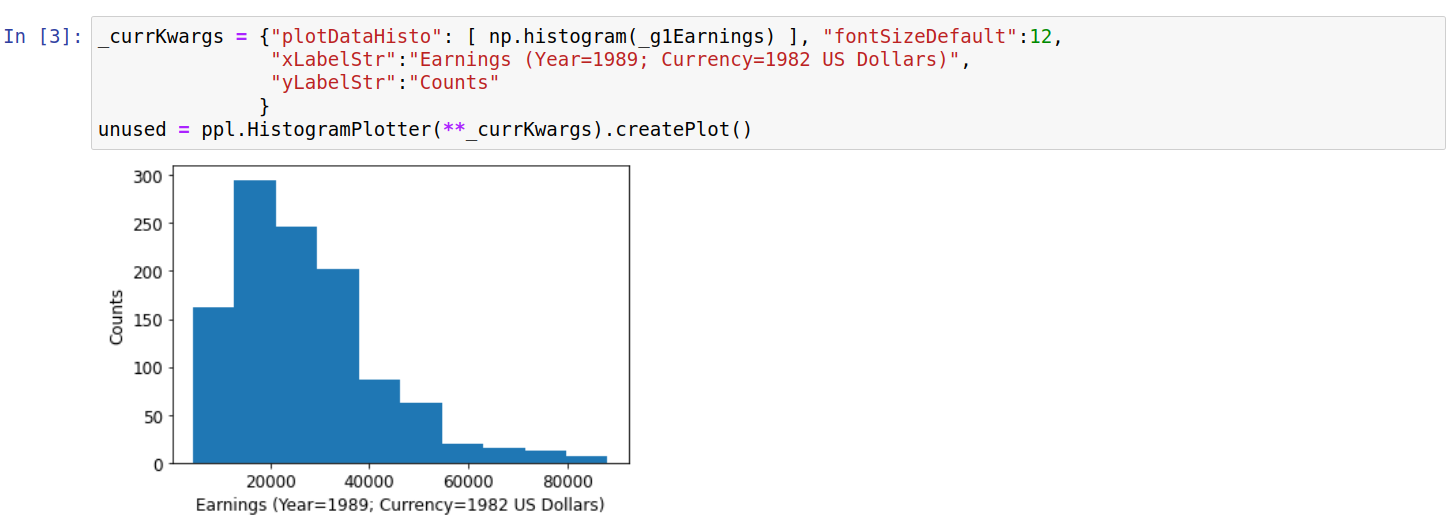 In [3]: _currKwargs = {"plotDataHisto": [ np.histogram(_g1Earnings) ], "fontSizeDefault":12,
"xLabelStr":"Earnings (Year=1989; Currency=1982 US Dollars)",
"yLabelStr":"Counts"
}
unused = ppl.HistogramPlotter(**_currKwargs).createPlot()
300
250
200
150
100
50
0
Counts
20000 40000 60000 80000
Earnings (Year=1989; Currency=1982 US Dollars)